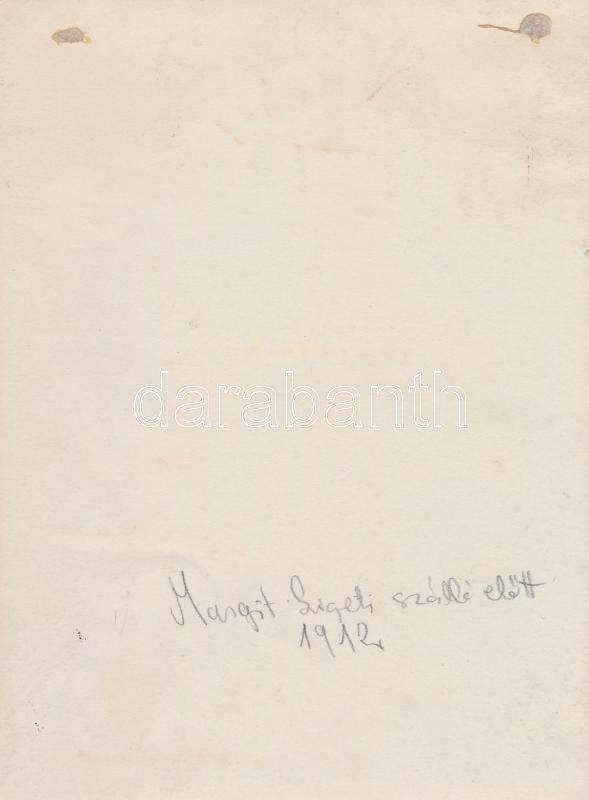 darabanth
Margit Szigeti szálló előtt
1912